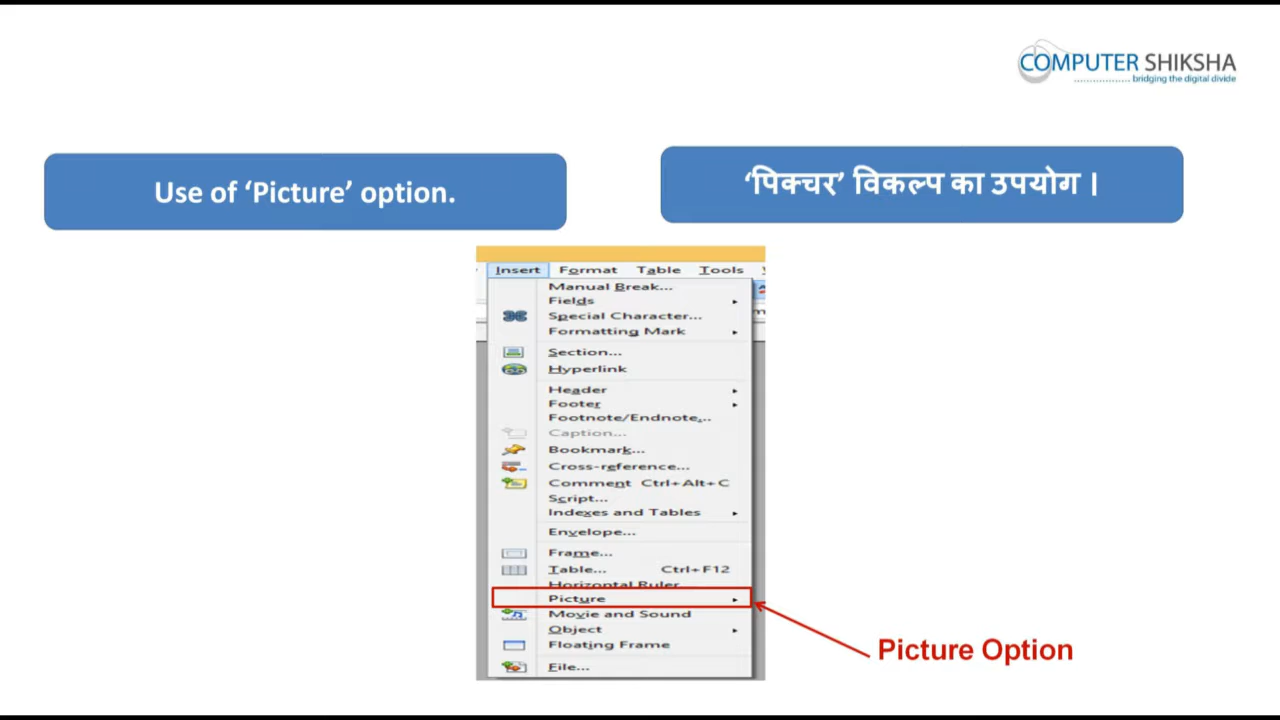 COMPUTER SHIKSHA
bridging the digital divide
Use of ‘Picture’ option.
‘पिक्चर’ विकल्प का उपयोग ।
Insert Format Table Tools
Manual Break...
Fields
Special Character...
Formatting Mark
Section...
Hyperlink
Header
Footer
Footnote/Endnote...
Caption...
Bookmark...
Cross-reference...
Comment Ctrl+Alt+C
Script...
Indexes and Tables
Envelope...
Frame...
Table... Ctrl+F12
Horizontal Ruler
Picture
Movie and Sound
Object
Floating Frame
File...
Picture Option